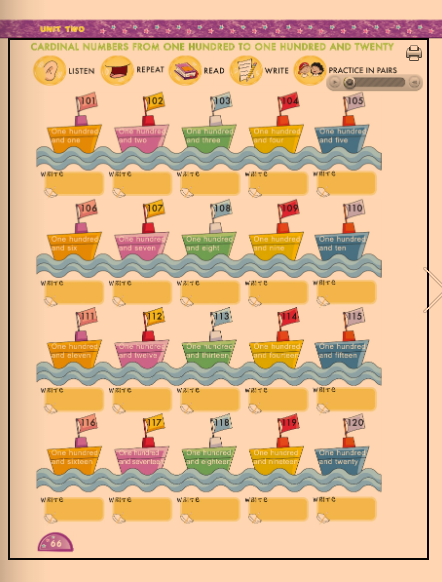 UNIT TWO
CARDINAL NUMBERS FROM ONE HUNDRED TO ONE HUNDRED AND TWENTY
LISTEN REPEAT READ WRITE PRACTICE IN PAIRS
101 102 103 104 105
One hundred One hundred One hundred One hundred One hundred
and one and two and three and four and five
WRITE WRITE WRITE WRITE WRITE
106 107 108 109 110
One hundred One hundred One hundred One hundred One hundred
and six and seven and eight and nine and ten
WRITE WRITE WRITE WRITE WRITE
111 112 113 114 115
One hundred One hundred One hundred One hundred One hundred
and eleven and twelve and thirteen and fourteen and fifteen
WRITE WRITE WRITE WRITE WRITE
116 117 118 119 120
One hundred One hundred One hundred One hundred One hundred
and sixteen and seventeen and eighteen and nineteen and twenty
WRITE WRITE WRITE WRITE WRITE
66